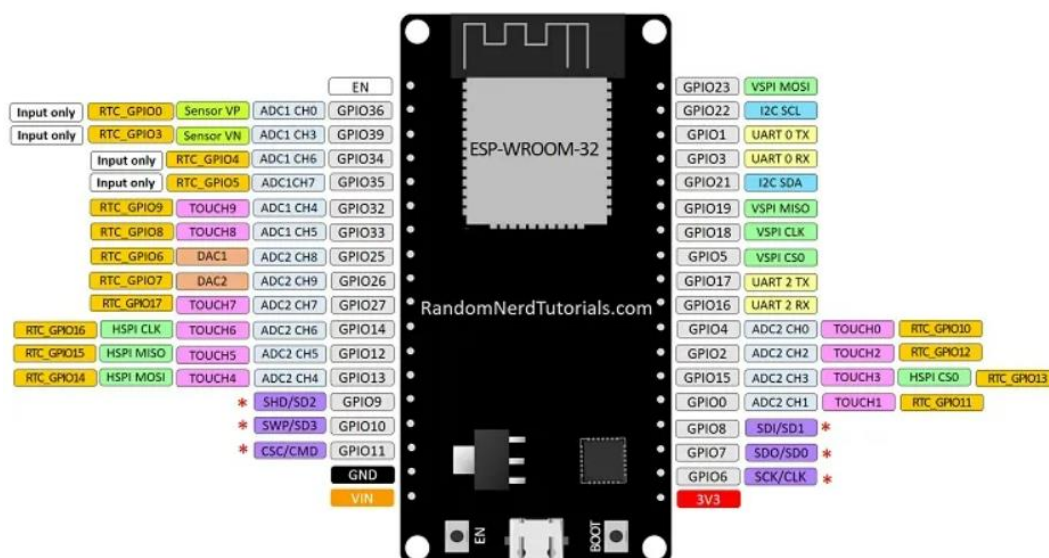 EN
Input only RTC_GPIO0 Sensor VP ADC1 CH0 GPIO36
Input only RTC_GPIO3 Sensor VN ADC1 CH3 GPIO39
Input only RTC_GPIO4 ADC1 CH6 GPIO34
Input only RTC_GPIO5 ADC1CH7 GPIO35
RTC_GPIO9 TOUCH9 ADC1 CH4 GPIO32
RTC_GPIO8 TOUCH8 ADC1 CH5 GPIO33
RTC_GPIO6 DAC1 ADC2 CH8 GPIO25
RTC_GPIO7 DAC2 ADC2 CH9 GPIO26
RTC_GPIO17 TOUCH7 ADC2 CH7 GPIO27
RTC_GPIO16 HSPI CLK TOUCH6 ADC2 CH6 GPIO14
RTC_GPIO15 HSPI MISO TOUCH5 ADC2 CH5 GPIO12
RTC_GPIO14 HSPI MOSI TOUCH4 ADC2 CH4 GPIO13
* SHD/SD2 GPIO9
* SWP/SD3 GPIO10
* CSC/CMD GPIO11
GND
VIN
ESP-WROOM-32
RandomNerdTutorials.com
EN
BOOT
GPIO23 VSPI MOSI
GPIO22 I2C SCL
GPIO1 UART 0 TX
GPIO3 UART 0 RX
GPIO21 I2C SDA
GPIO19 VSPI MISO
GPIO18 VSPI CLK
GPIO5 VSPI CS0
GPIO17 UART 2 TX
GPIO16 UART 2 RX
GPIO4 ADC2 CH0 TOUCH0 RTC_GPIO10
GPIO2 ADC2 CH2 TOUCH2 RTC_GPIO12
GPIO15 ADC2 CH3 TOUCH3 HSPI CS0 RTC_GPIO13
GPIO0 ADC2 CH1 TOUCH1 RTC_GPIO11
GPIO8 SDI/SD1 *
GPIO7 SDO/SD0 *
GPIO6 SCK/CLK *
3V3